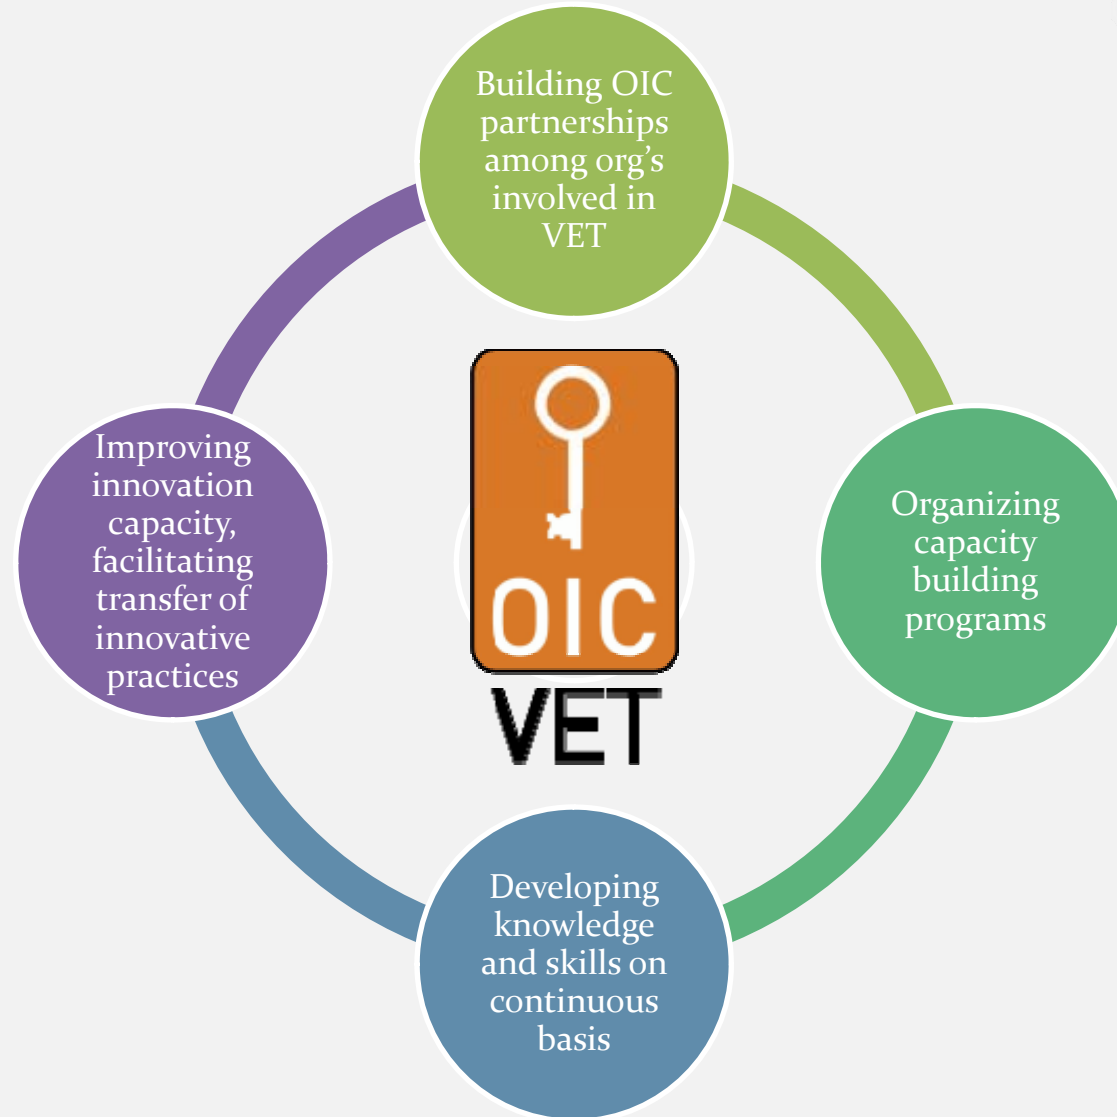 Building OIC
partnerships
among org’s
involved in
VET
Improving
innovation
capacity,
facilitating
transfer of
innovative
practices
OIC
VET
Organizing
capacity
building
programs
Developing
knowledge
and skills on
continuous
basis